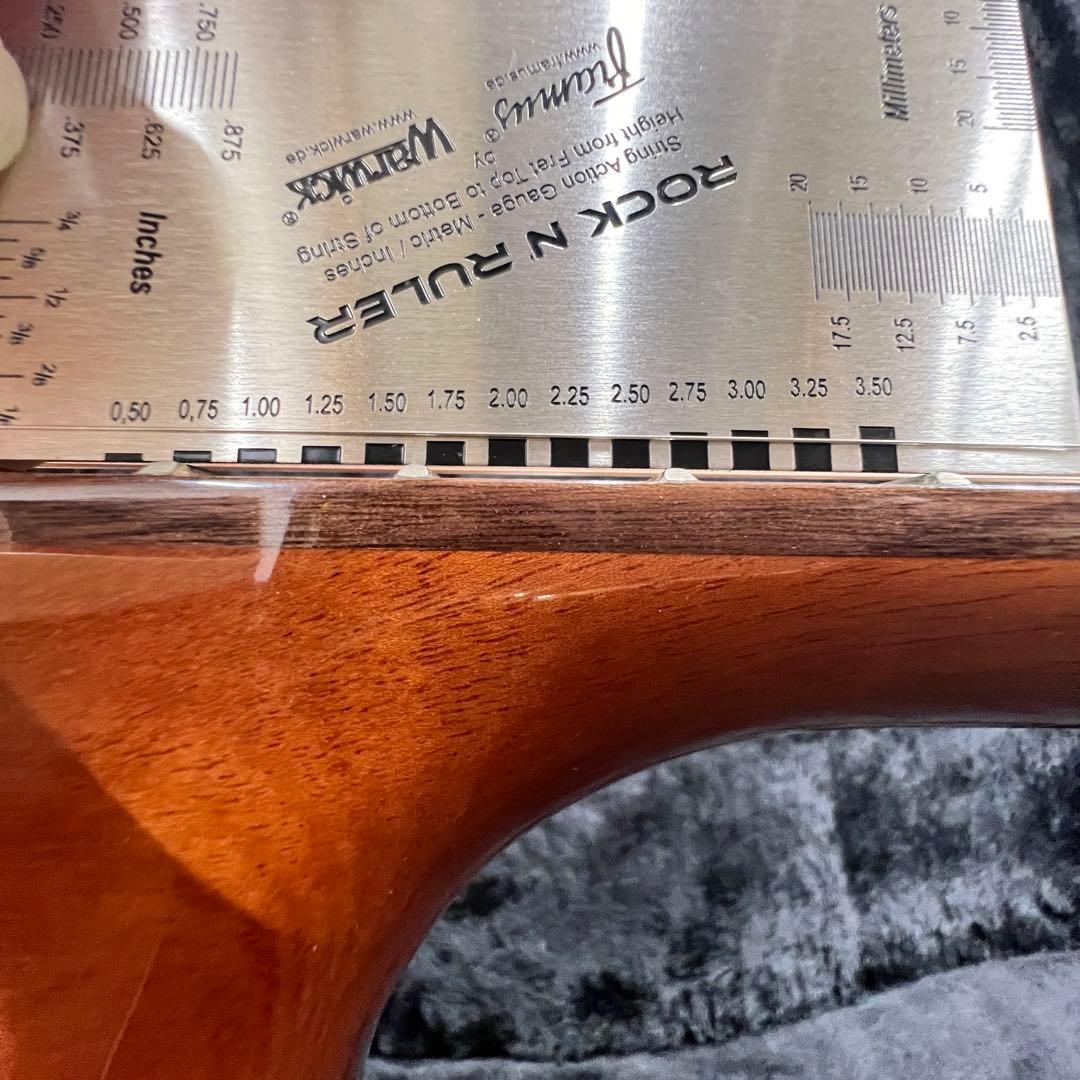 .250 .500 .750
.375 .625 .875
Inches
3/4
5/8
1/2
3/8
2/8
ROCK N' RULER
String Action Gauge - Metric / Inches
Height from Fret Top to Bottom of String
by
Warwick®
www.warwick.de
Framus®
www.framus.de
Millimeters
10
15
20
20 15 10 5
17.5 12.5 7.5 2.5
0,50 0,75 1.00 1.25 1.50 1.75 2.00 2.25 2.50 2.75 3.00 3.25 3.50